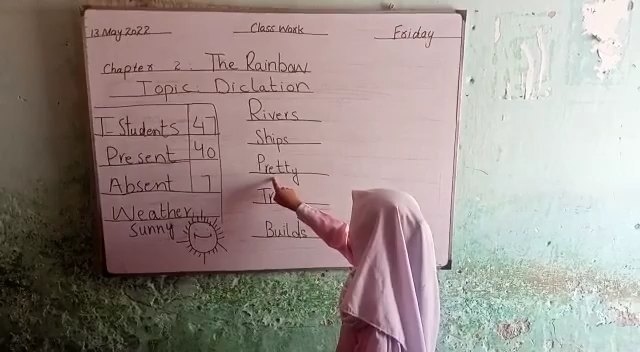 13 May 2022 Class Work Friday
Chapter 2: The Rainbow
Topic: Diclation
T-Students 47
Present 40
Absent 7
Weather
Sunny
Rivers
Ships
Pretty
Builds